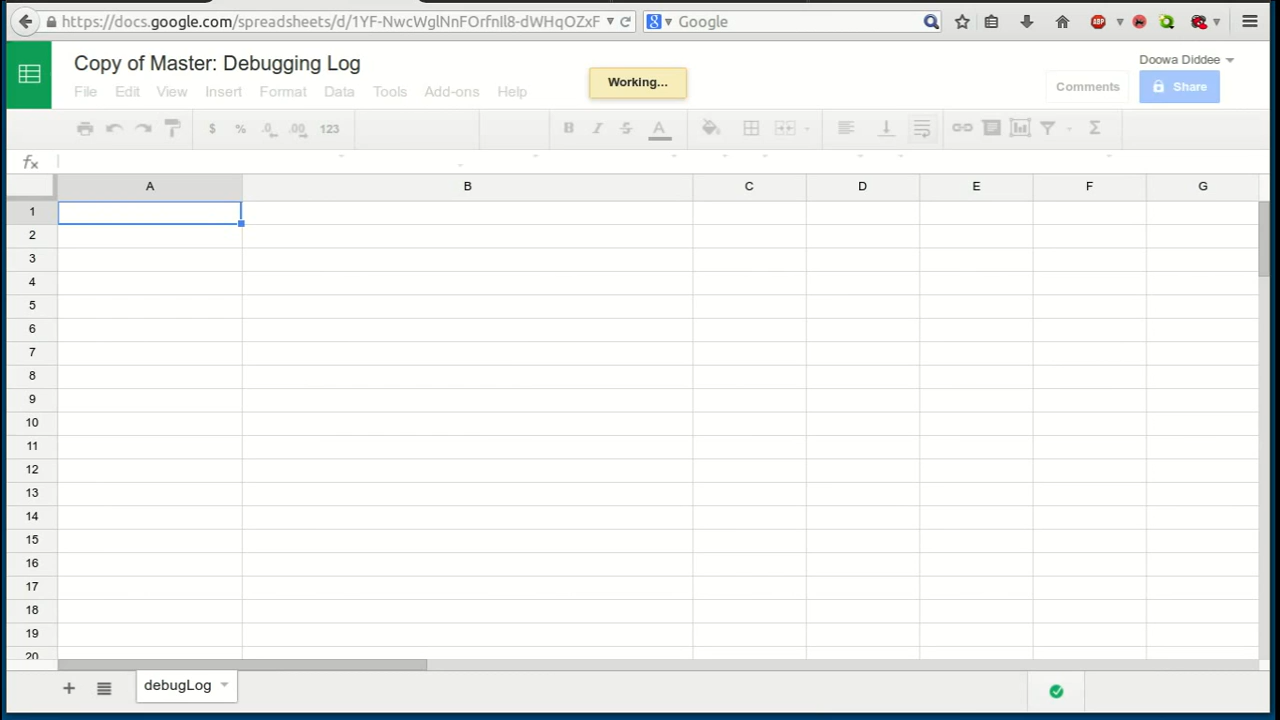 https://docs.google.com/spreadsheets/d/1YF-NwcWglNnFOrfnIl8-dWHqOZxF
Google
Copy of Master: Debugging Log
Working...
Doowa Diddee
File Edit View Insert Format Data Tools Add-ons Help
Comments
Share
$ % .0 .00 123
B I S A
Σ
fx
A B C D E F G
1
2
3
4
5
6
7
8
9
10
11
12
13
14
15
16
17
18
19
20
debugLog